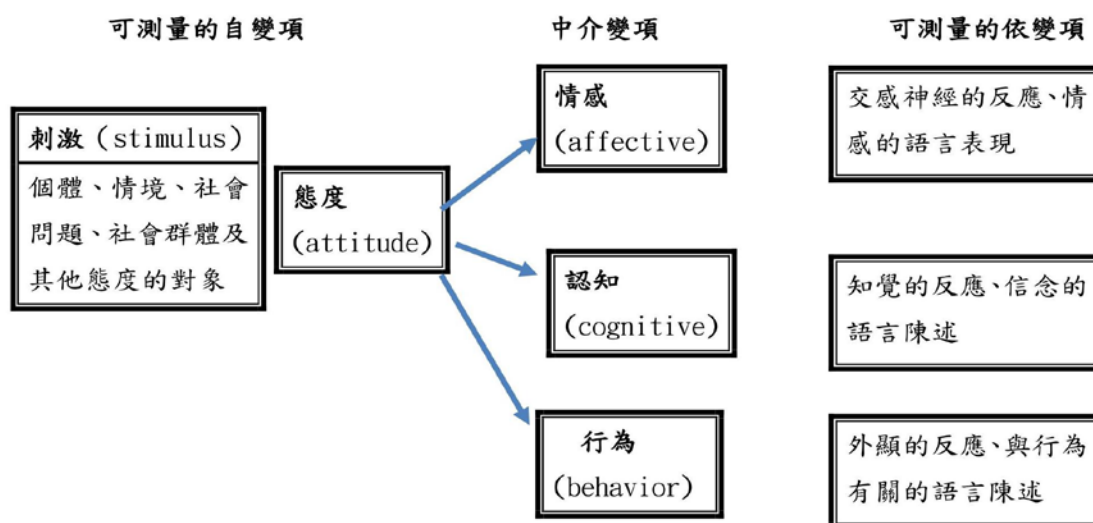 可測量的自變項
中介變項
可測量的依變項
刺激（stimulus）
個體、情境、社會
問題、社會群體及
其他態度的對象
態度
(attitude)
情感
(affective)
認知
(cognitive)
行為
(behavior)
交感神經的反應、情
感的語言表現
知覺的反應、信念的
語言陳述
外顯的反應、與行為
有關的語言陳述